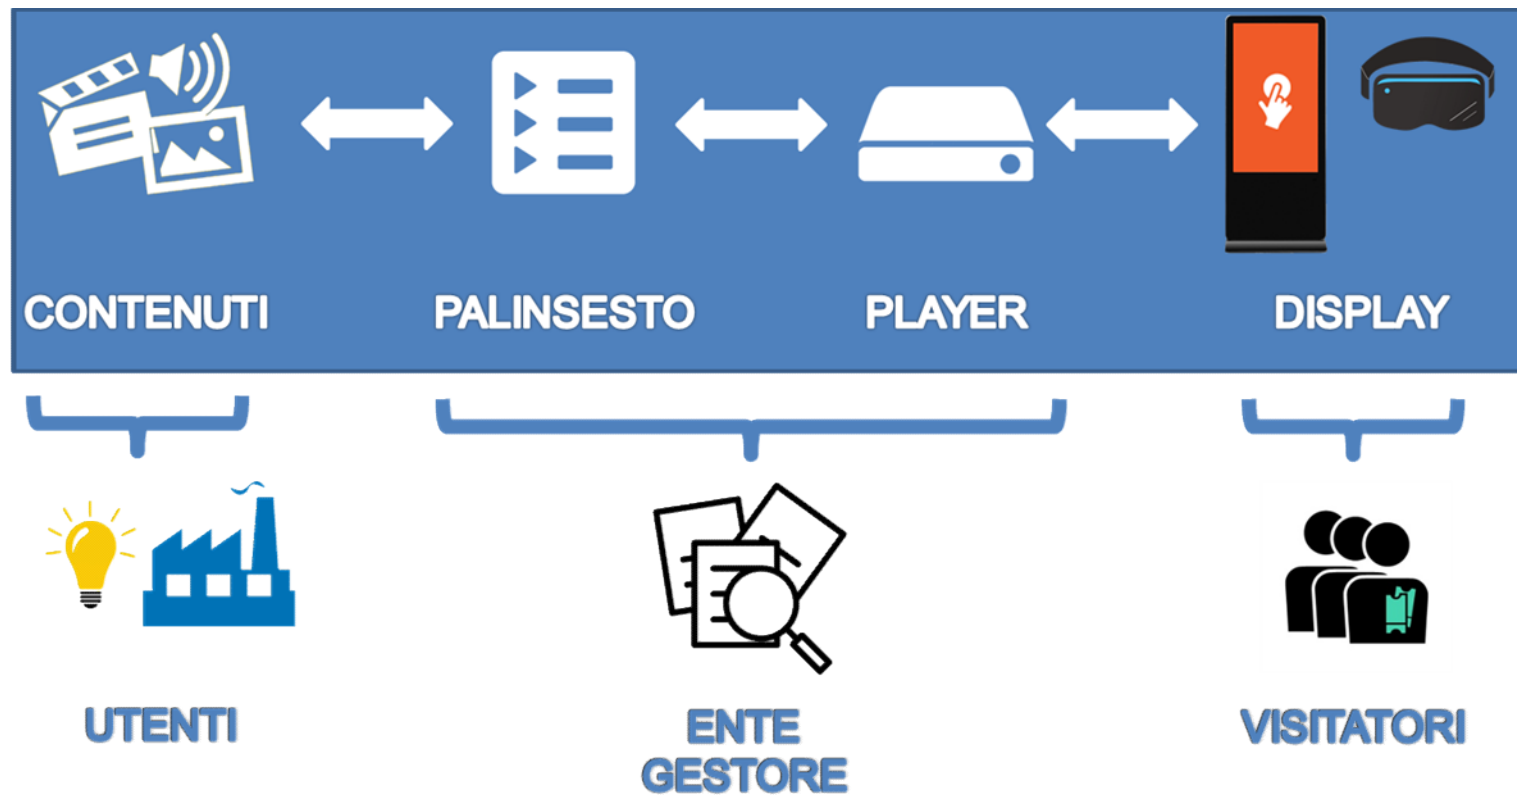 CONTENUTI
PALINSESTO
PLAYER
DISPLAY
UTENTI
ENTE
GESTORE
VISITATORI